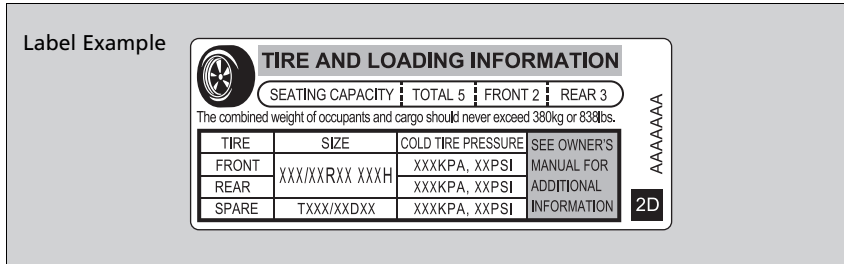 Label Example
TIRE AND LOADING INFORMATION
SEATING CAPACITY TOTAL 5 FRONT 2 REAR 3
The combined weight of occupants and cargo should never exceed 380kg or 838lbs.
TIRE SIZE COLD TIRE PRESSURE SEE OWNER'S
FRONT XXX/XXRXX XXXH XXXKPA, XXPSI MANUAL FOR
REAR XXXKPA, XXPSI ADDITIONAL
SPARE TXXX/XXDXX XXXKPA, XXPSI INFORMATION
AAAAAAA
2D